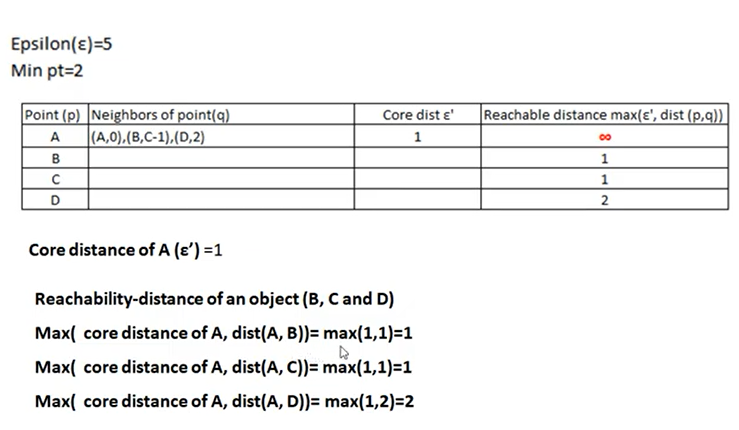 Epsilon(ε)=5
Min pt=2
Point (p) Neighbors of point(q) Core dist ε' Reachable distance max(ε', dist (p,q))
A (A,0),(B,C-1),(D,2) 1 ∞
B 1
C 1
D 2
Core distance of A (ε’) =1
Reachability-distance of an object (B, C and D)
Max( core distance of A, dist(A, B))= max(1,1)=1
Max( core distance of A, dist(A, C))= max(1,1)=1
Max( core distance of A, dist(A, D))= max(1,2)=2